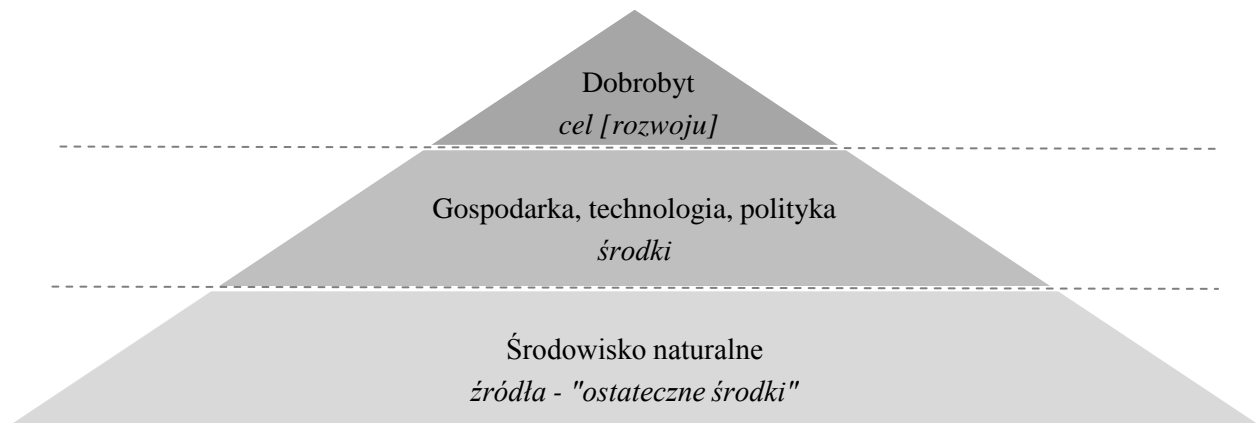 Dobrobyt
cel [rozwoju]
Gospodarka, technologia, polityka
środki
Środowisko naturalne
źródła - "ostateczne środki"